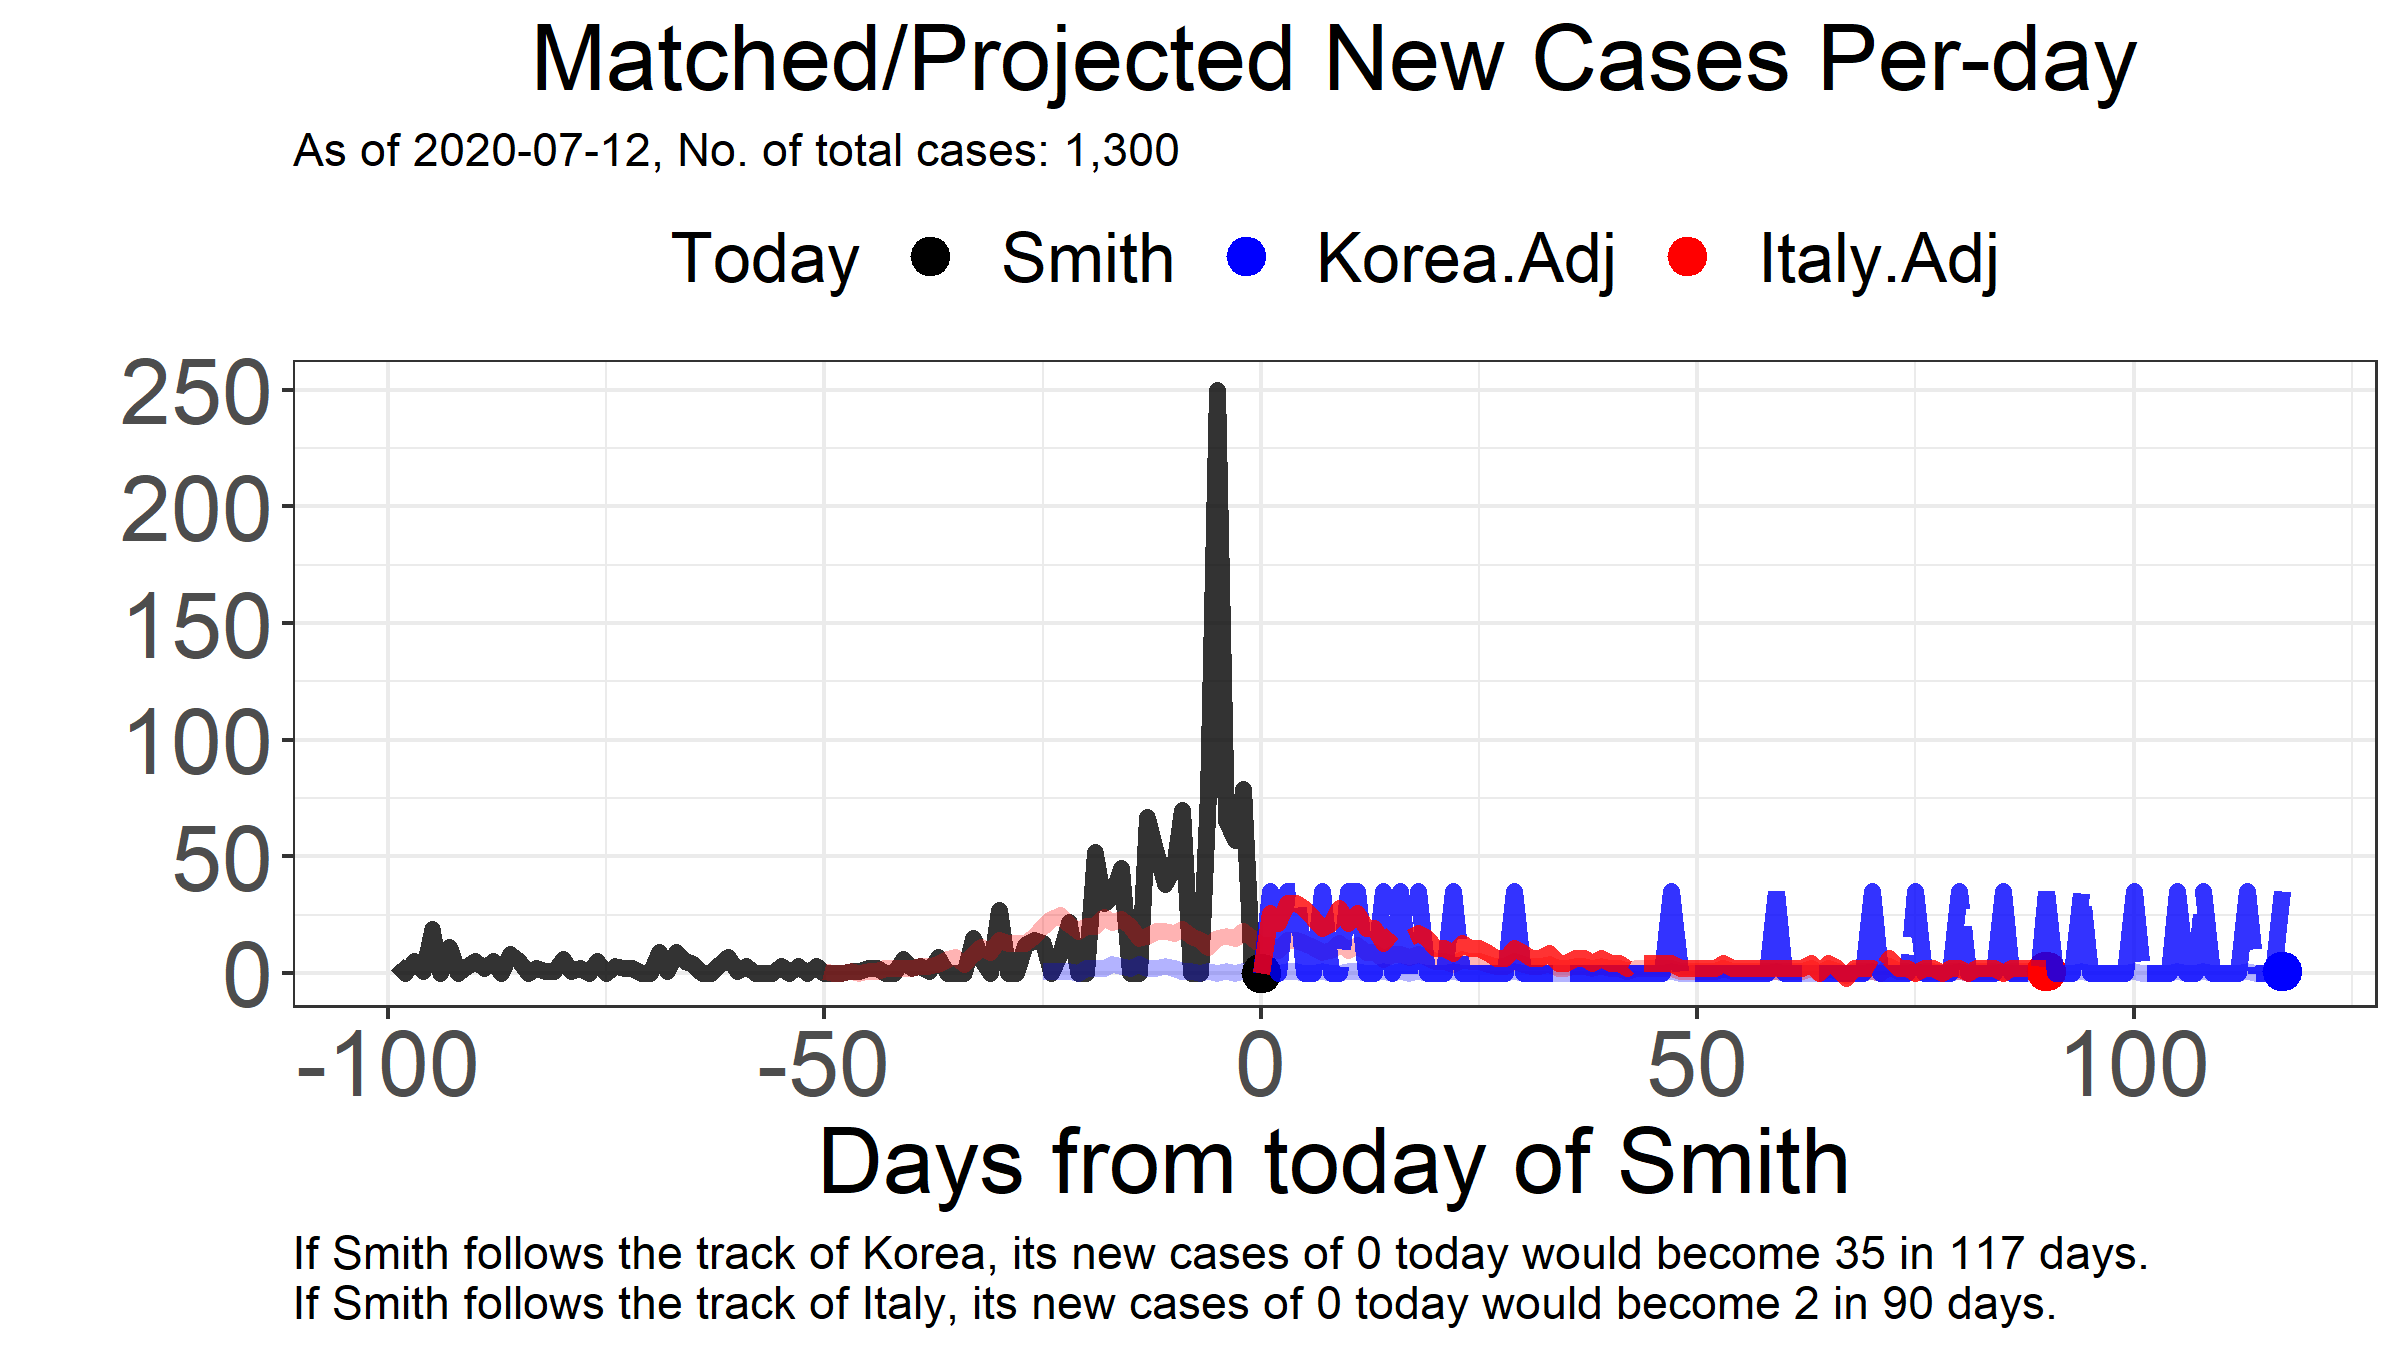 Matched/Projected New Cases Per-day
As of 2020-07-12, No. of total cases: 1,300
Today Smith Korea.Adj Italy.Adj
250
200
150
100
50
0
-100 -50 0 50 100
Days from today of Smith
If Smith follows the track of Korea, its new cases of 0 today would become 35 in 117 days.
If Smith follows the track of Italy, its new cases of 0 today would become 2 in 90 days.